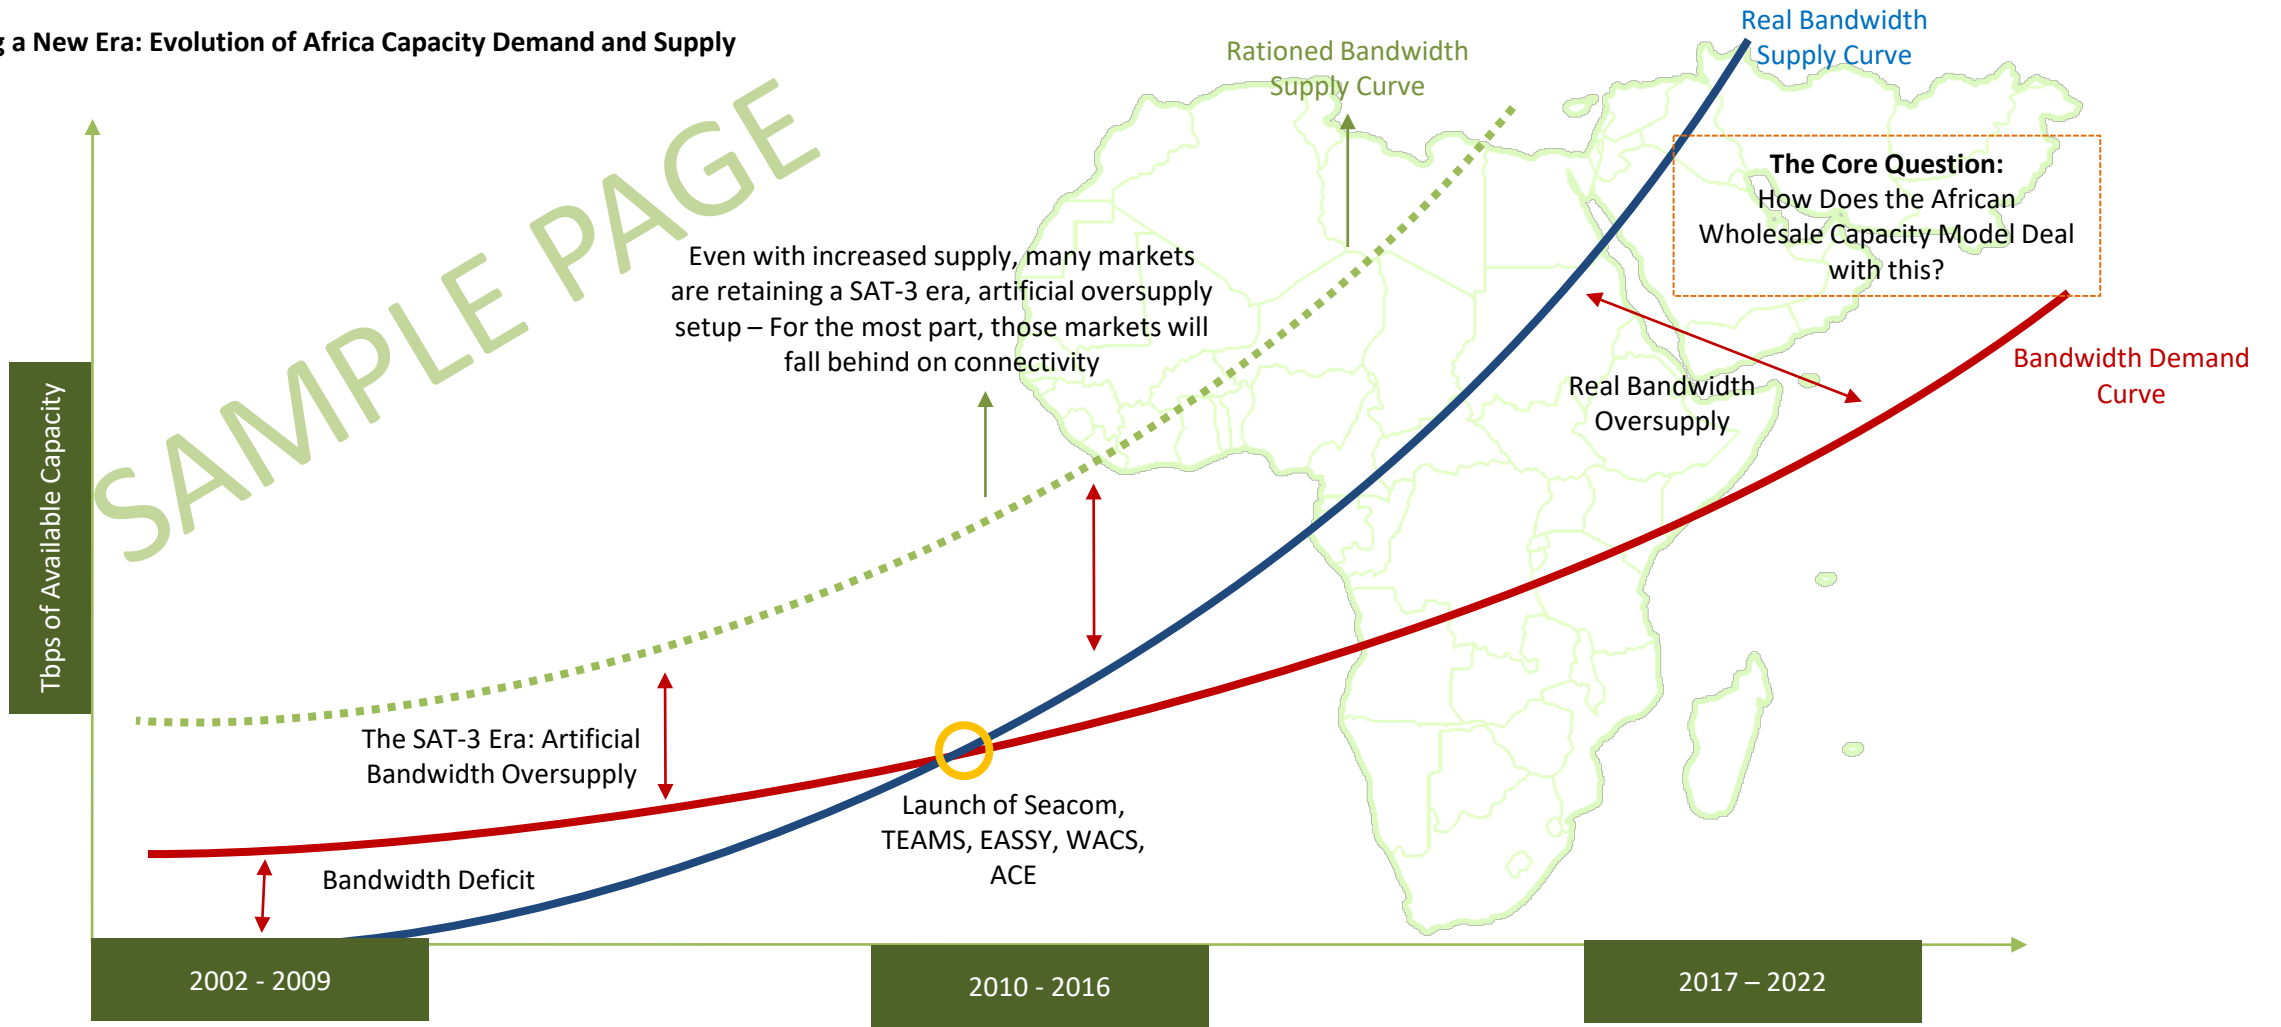 a New Era: Evolution of Africa Capacity Demand and Supply
Real Bandwidth
Supply Curve
Rationed Bandwidth
Supply Curve
SAMPLE PAGE
The Core Question:
How Does the African
Wholesale Capacity Model Deal
with this?
Even with increased supply, many markets
are retaining a SAT-3 era, artificial oversupply
setup – For the most part, those markets will
fall behind on connectivity
Bandwidth Demand
Curve
Real Bandwidth
Oversupply
Tbps of Available Capacity
The SAT-3 Era: Artificial
Bandwidth Oversupply
Launch of Seacom,
TEAMS, EASSY, WACS,
ACE
Bandwidth Deficit
2002 - 2009
2010 - 2016
2017 – 2022